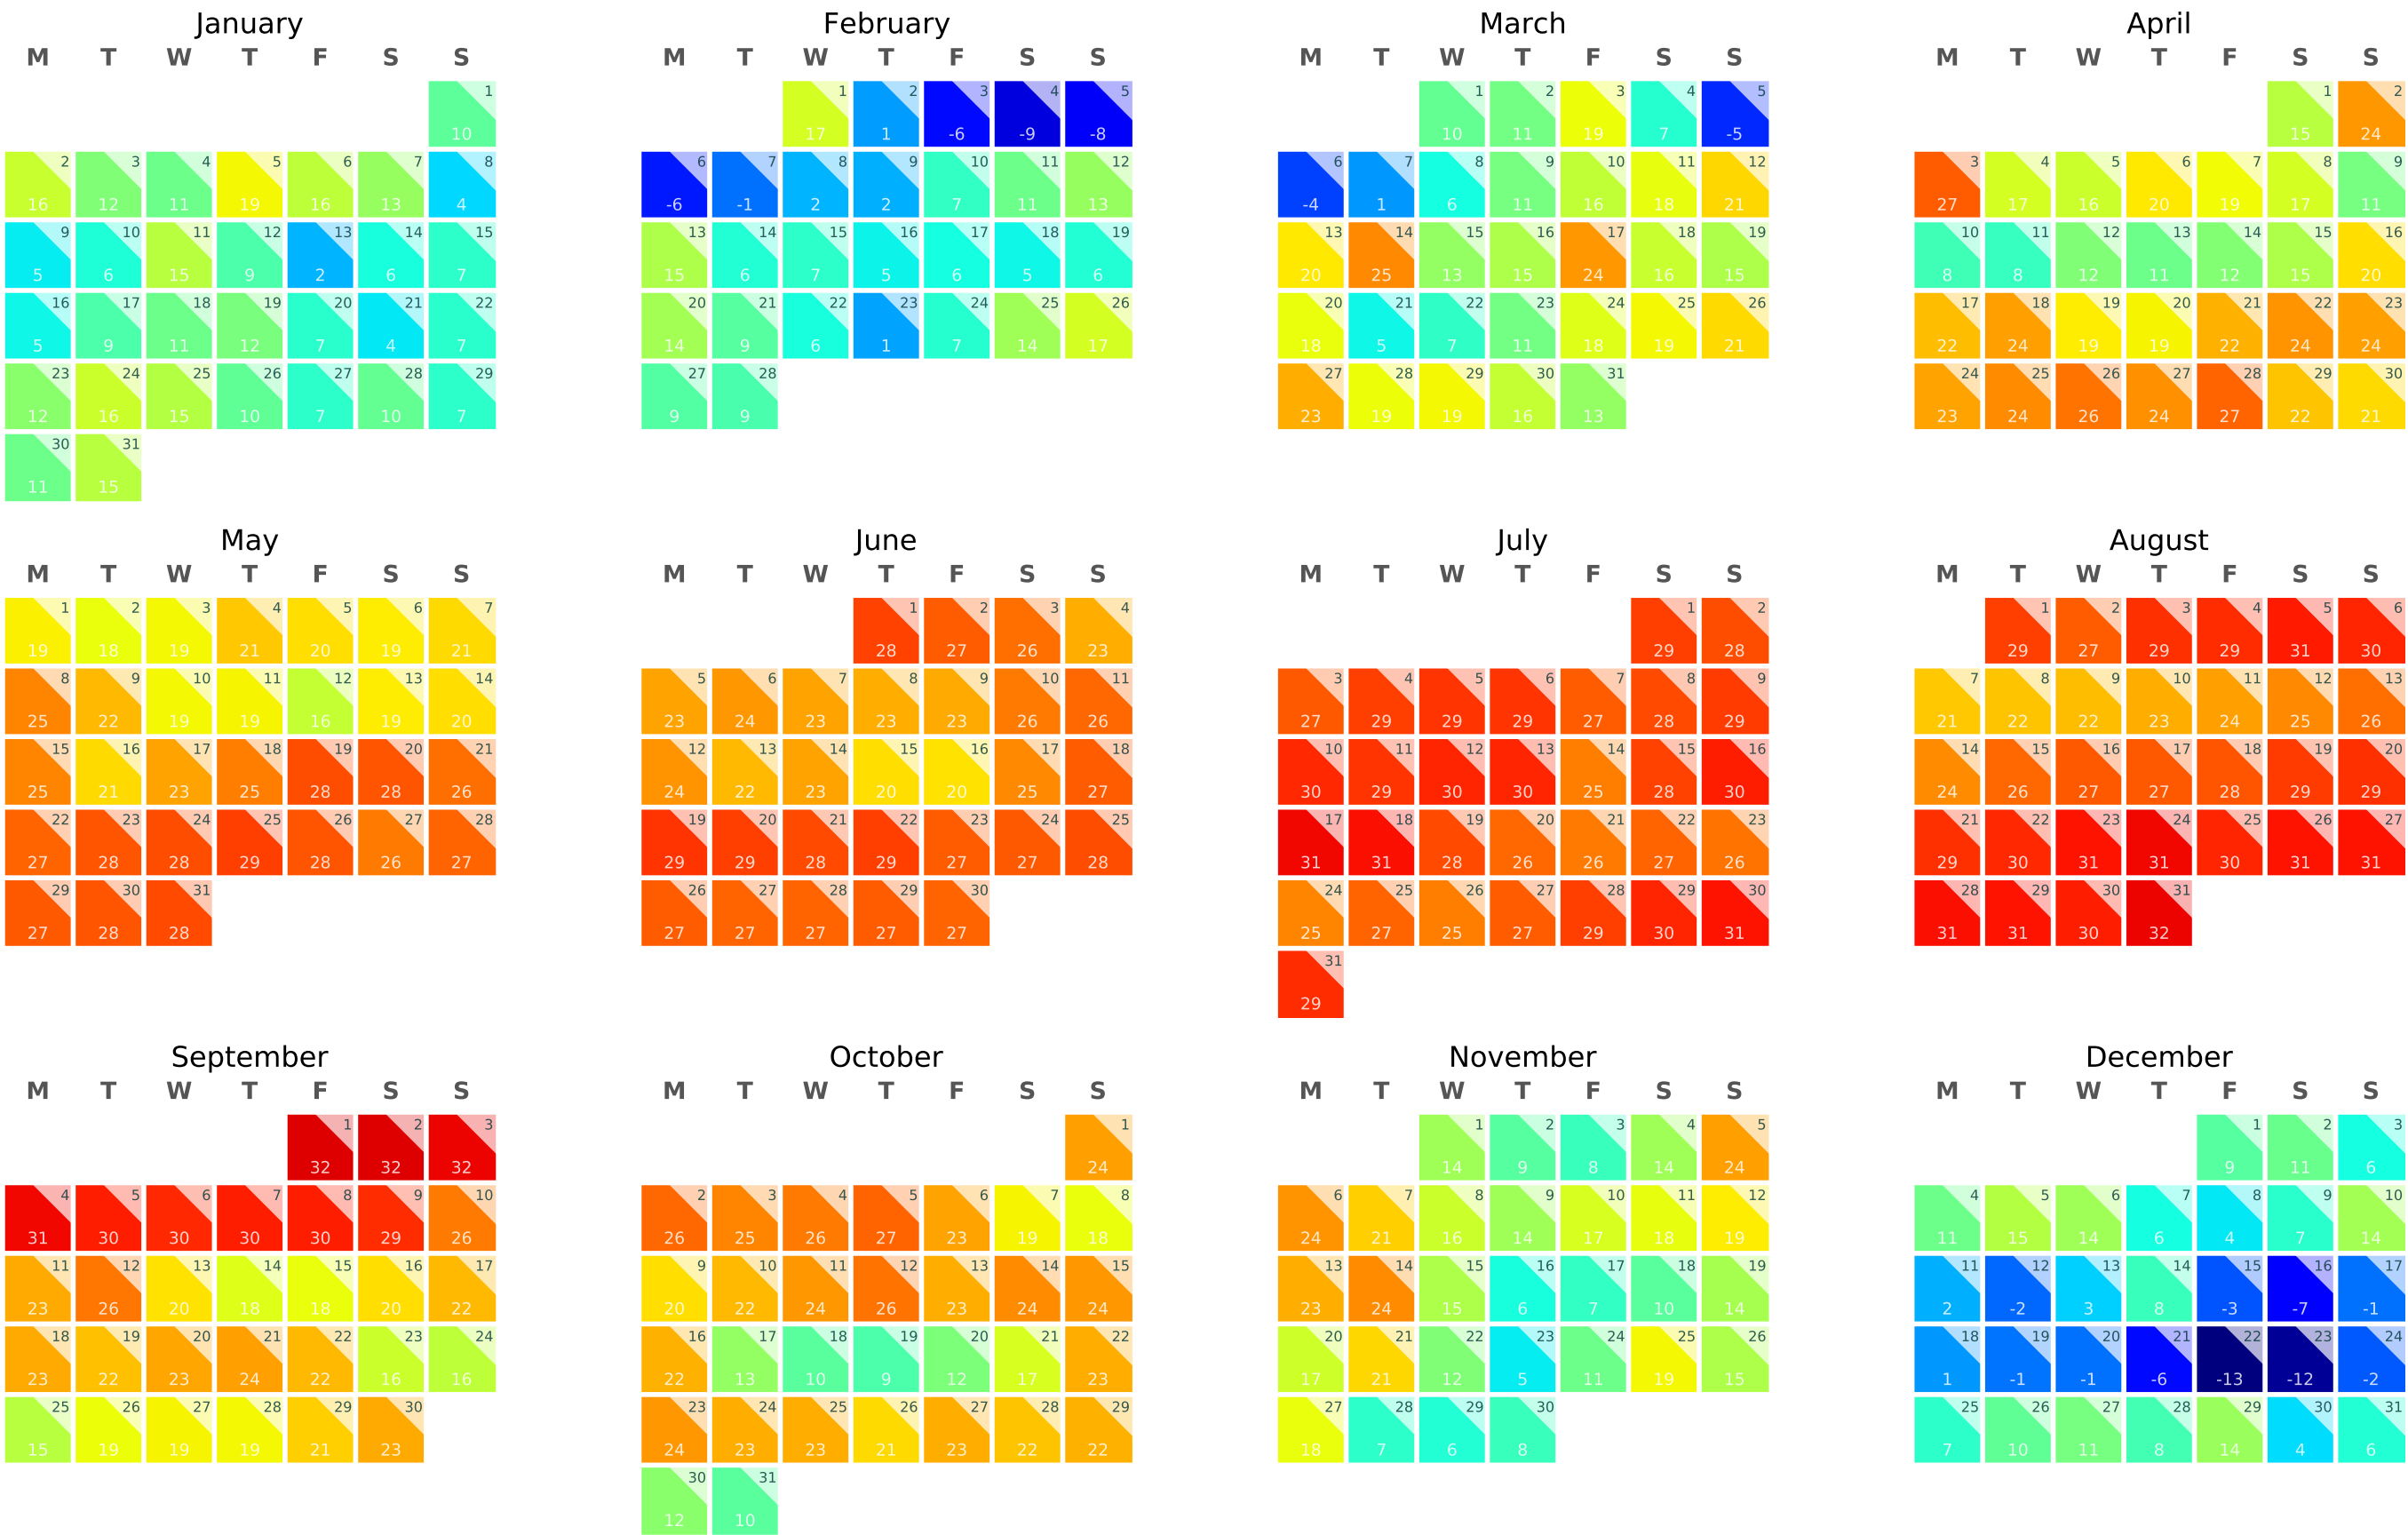 January February March April
M T W T F S S M T W T F S S M T W T F S S M T W T F S S
1 1 2 3 4 5 1 2 3 4 5 1 2
10 17 1 -6 -9 -8 10 11 19 7 -5 15 24
2 3 4 5 6 7 8 6 7 8 9 10 11 12 6 7 8 9 10 11 12 3 4 5 6 7 8 9
16 12 11 19 16 13 4 -6 -1 2 2 7 11 13 -4 1 6 11 16 18 21 27 17 16 20 19 17 11
9 10 11 12 13 14 15 13 14 15 16 17 18 19 13 14 15 16 17 18 19 10 11 12 13 14 15 16
5 6 15 9 2 6 7 15 6 7 5 6 5 6 20 25 13 15 24 16 15 8 8 12 11 12 15 20
16 17 18 19 20 21 22 20 21 22 23 24 25 26 20 21 22 23 24 25 26 17 18 19 20 21 22 23
5 9 11 12 7 4 7 14 9 6 1 7 14 17 18 5 7 11 18 19 21 22 24 19 19 22 24 24
23 24 25 26 27 28 29 27 28 27 28 29 30 31 24 25 26 27 28 29 30
12 16 15 10 7 10 7 9 9 23 19 19 16 13 23 24 26 24 27 22 21
30 31
11 15
May June July August
M T W T F S S M T W T F S S M T W T F S S M T W T F S S
1 2 3 4 5 6 7 1 2 3 4 1 2 1 2 3 4 5 6
19 18 19 21 20 19 21 28 27 26 23 29 28 29 27 29 29 31 30
8 9 10 11 12 13 14 5 6 7 8 9 10 11 3 4 5 6 7 8 9 7 8 9 10 11 12 13
25 22 19 19 16 19 20 23 24 23 23 23 26 26 27 29 29 29 27 28 29 21 22 22 23 24 25 26
15 16 17 18 19 20 21 12 13 14 15 16 17 18 10 11 12 13 14 15 16 14 15 16 17 18 19 20
25 21 23 25 28 28 26 24 22 23 20 20 25 27 30 29 30 30 25 28 30 24 26 27 27 28 29 29
22 23 24 25 26 27 28 19 20 21 22 23 24 25 17 18 19 20 21 22 23 21 22 23 24 25 26 27
27 28 28 29 28 26 27 29 29 28 29 27 27 28 31 31 28 26 26 27 26 29 30 31 31 30 31 31
29 30 31 26 27 28 29 30 24 25 26 27 28 29 30 28 29 30 31
27 28 28 27 27 27 27 27 25 27 25 27 29 30 31 31 31 30 32
31
29
September October November December
M T W T F S S M T W T F S S M T W T F S S M T W T F S S
1 2 3 1 1 2 3 4 5 1 2 3
32 32 32 24 14 9 8 14 24 9 11 6
4 5 6 7 8 9 10 2 3 4 5 6 7 8 6 7 8 9 10 11 12 4 5 6 7 8 9 10
31 30 30 30 30 29 26 26 25 26 27 23 19 18 24 21 16 14 17 18 19 11 15 14 6 4 7 14
11 12 13 14 15 16 17 9 10 11 12 13 14 15 13 14 15 16 17 18 19 11 12 13 14 15 16 17
23 26 20 18 18 20 22 20 22 24 26 23 24 24 23 24 15 6 7 10 14 2 -2 3 8 -3 -7 -1
18 19 20 21 22 23 24 16 17 18 19 20 21 22 20 21 22 23 24 25 26 18 19 20 21 22 23 24
23 22 23 24 22 16 16 22 13 10 9 12 17 23 17 21 12 5 11 19 15 1 -1 -1 -6 -13 -12 -2
25 26 27 28 29 30 23 24 25 26 27 28 29 27 28 29 30 25 26 27 28 29 30 31
15 19 19 19 21 23 24 23 23 21 23 22 22 18 7 6 8 7 10 11 8 14 4 6
30 31
12 10